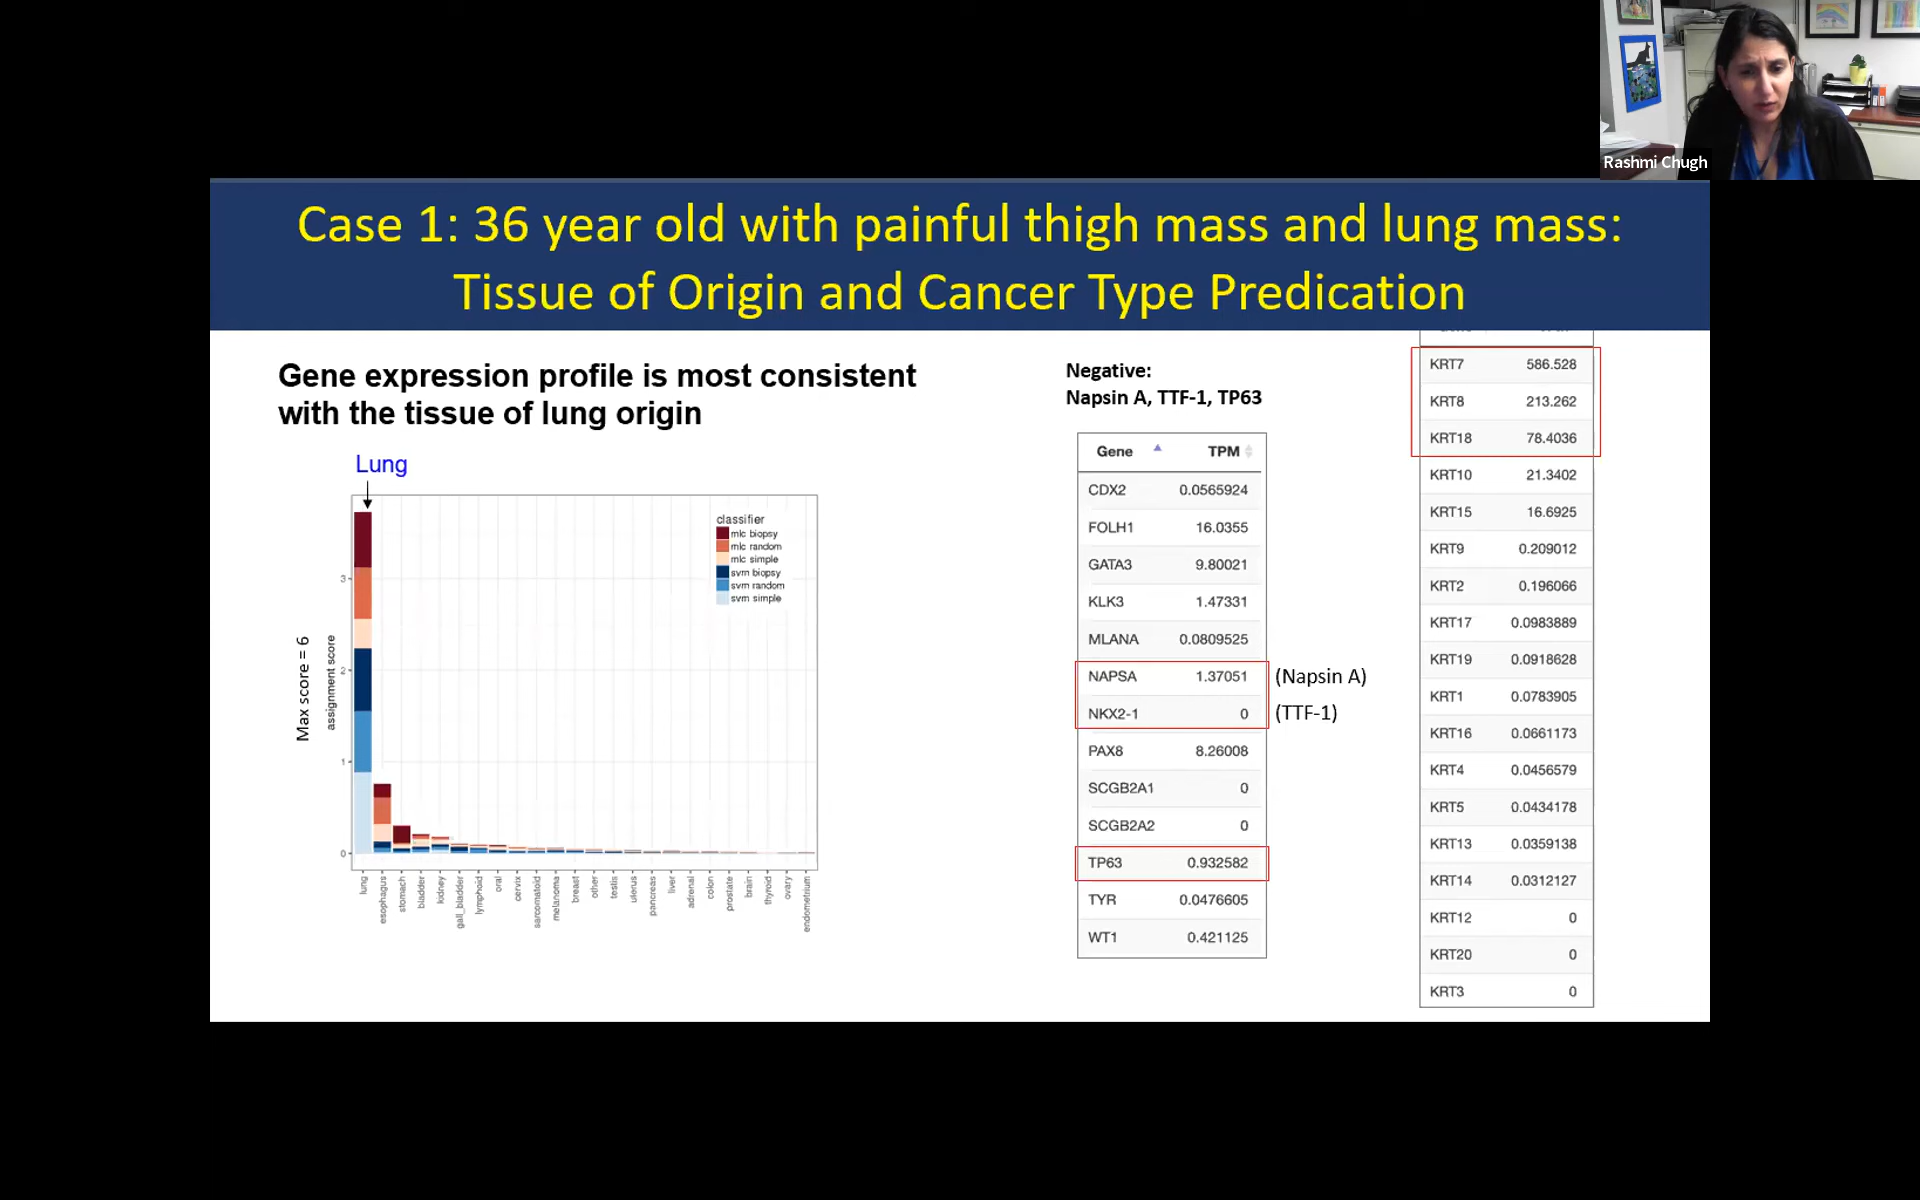 Rashmi Chugh
Case 1: 36 year old with painful thigh mass and lung mass:
Tissue of Origin and Cancer Type Predication
Gene expression profile is most consistent
with the tissue of lung origin
Lung
classifier
mlc biopsy
mlc random
mlc simple
svm biopsy
svm random
svm simple
Max score = 6
assignment score
3
2
1
0
lung
esophagus
stomach
bladder
kidney
gall_bladder
lymphoid
oral
cervix
sarcomatoid
melanoma
breast
other
testis
uterus
pancreas
liver
adrenal
colon
prostate
brain
thyroid
ovary
endometrium
Negative:
Napsin A, TTF-1, TP63
Gene TPM
CDX2 0.0565924
FOLH1 16.0355
GATA3 9.80021
KLK3 1.47331
MLANA 0.0809525
NAPSA 1.37051 (Napsin A)
NKX2-1 0 (TTF-1)
PAX8 8.26008
SCGB2A1 0
SCGB2A2 0
TP63 0.932582
TYR 0.0476605
WT1 0.421125
KRT7 586.528
KRT8 213.262
KRT18 78.4036
KRT10 21.3402
KRT15 16.6925
KRT9 0.209012
KRT2 0.196066
KRT17 0.0983889
KRT19 0.0918628
KRT1 0.0783905
KRT16 0.0661173
KRT4 0.0456579
KRT5 0.0434178
KRT13 0.0359138
KRT14 0.0312127
KRT12 0
KRT20 0
KRT3 0